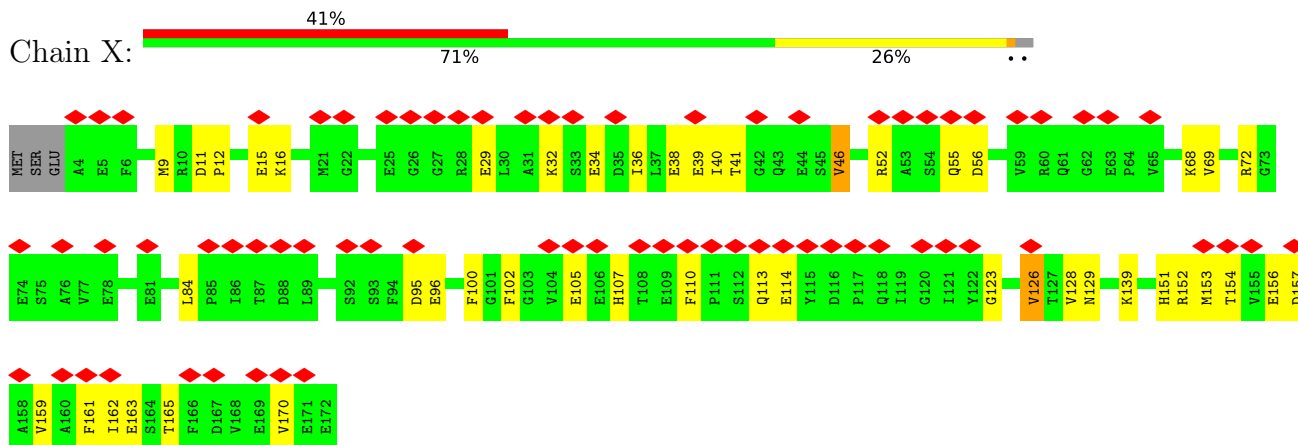 41%
Chain X:
71% 26% • •
MET SER GLU A4 E5 F6 M9 R10 D11 P12 E15 K16 M21 G22 E25 G26 G27 R28 E29 L30 A31 K32 S33 E34 D35 I36 L37 E38 E39 I40 T41 G42 Q43 E44 S45 V46 R52 A53 S54 Q55 D56 V59 R60 Q61 G62 E63 P64 V65 K68 V69 R72 G73
E74 S75 A76 V77 E78 E81 L84 P85 I86 T87 D88 L89 S92 S93 F94 D95 E96 F100 G101 F102 G103 V104 E105 E106 H107 T108 E109 F110 P111 S112 Q113 E114 Y115 D116 P117 Q118 I119 G120 I121 Y122 G123 V126 T127 V128 N129 K139 H151 R152 M153 T154 V155 E156 D157
A158 V159 A160 F161 I162 E163 S164 T165 F166 D167 V168 E169 V170 E171 E172